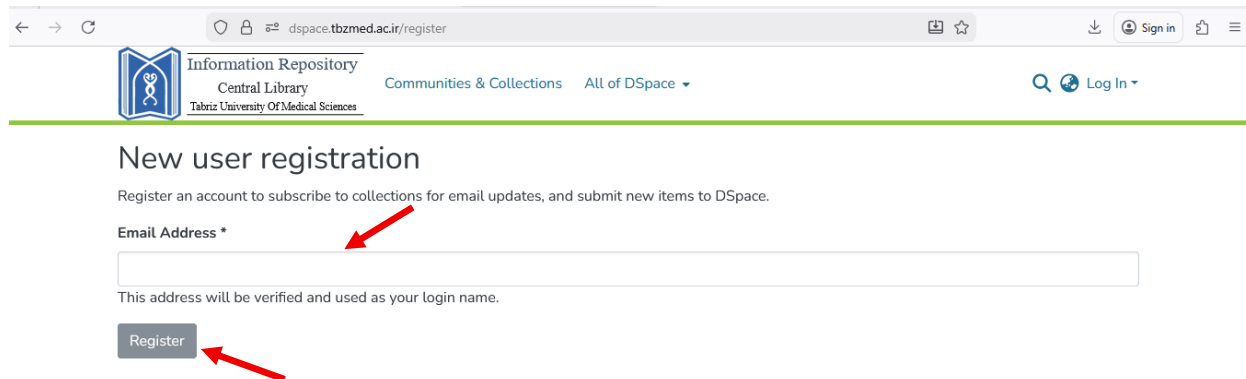 dspace.tbzmed.ac.ir/register
Sign in
Information Repository
Central Library
Tabriz University Of Medical Sciences
Communities & Collections
All of DSpace
Log In
New user registration
Register an account to subscribe to collections for email updates, and submit new items to DSpace.
Email Address *
This address will be verified and used as your login name.
Register